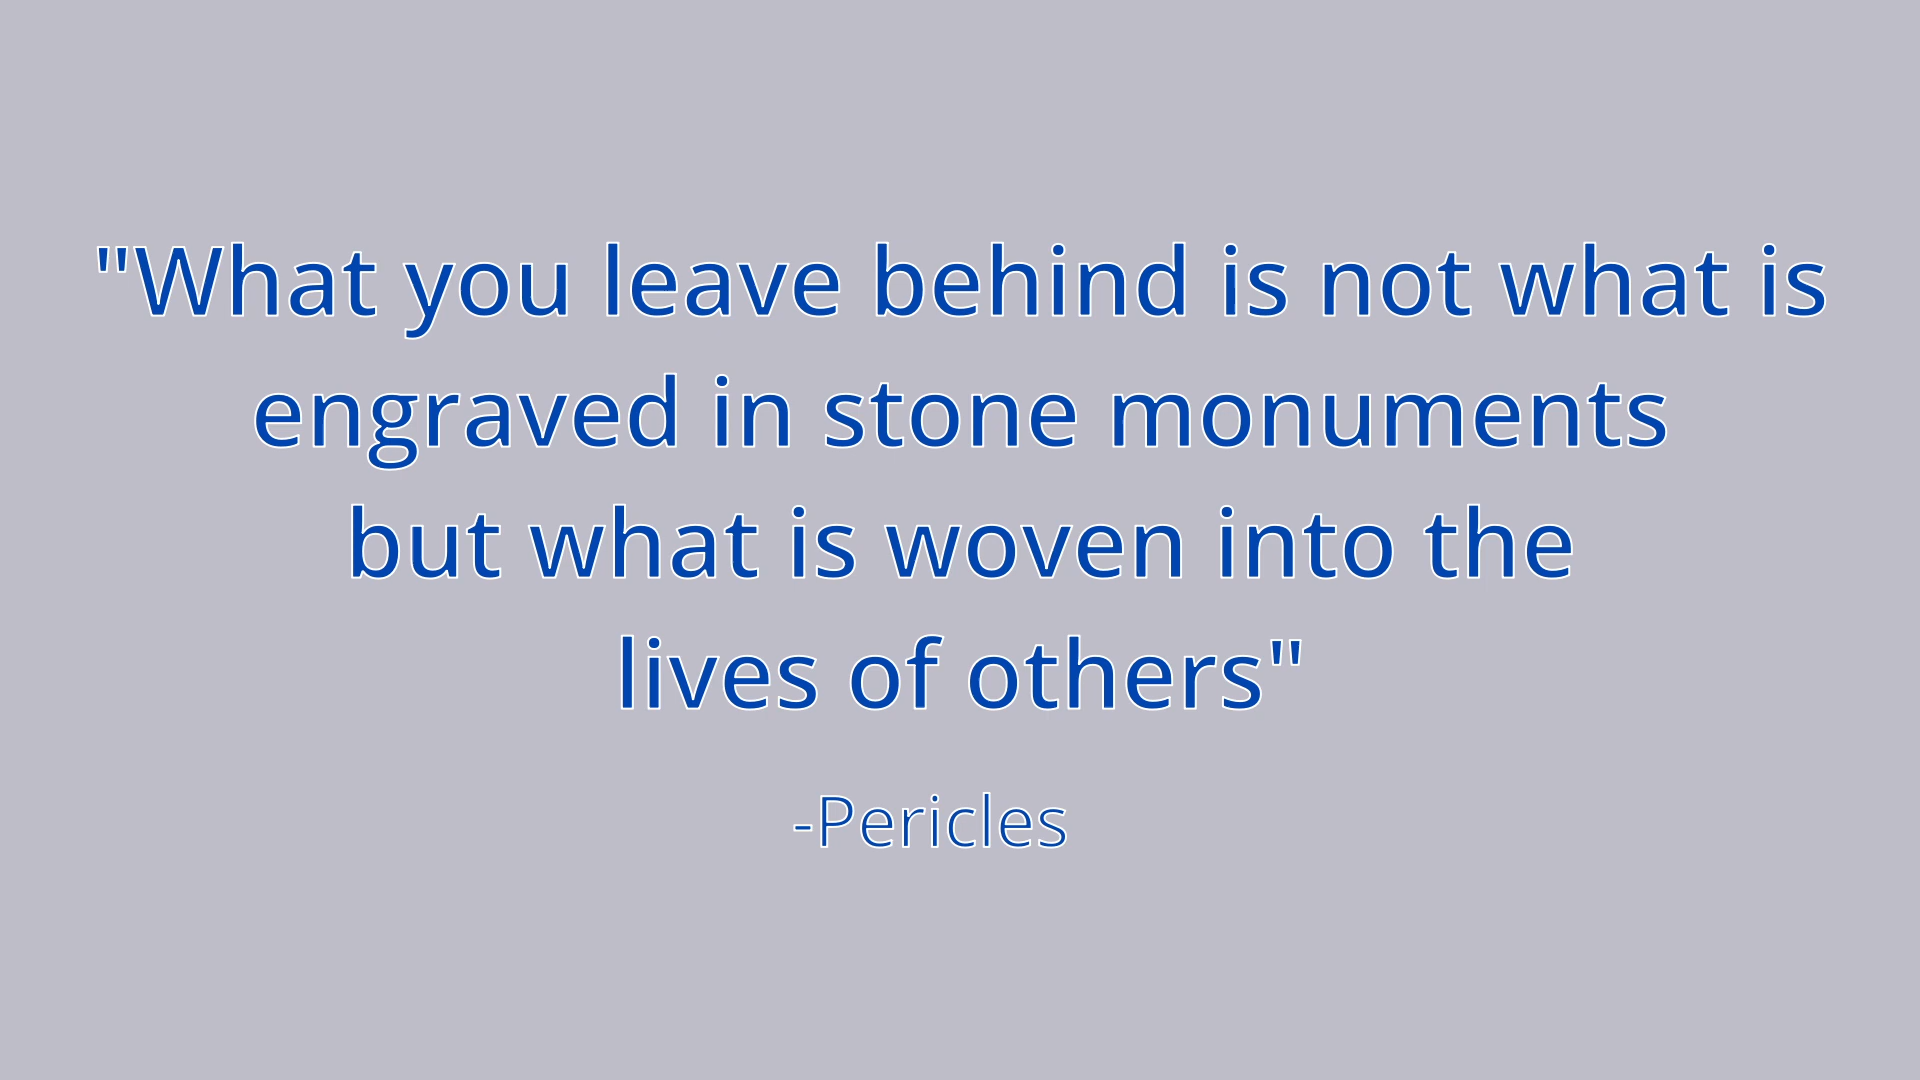 "What you leave behind is not what is
engraved in stone monuments
but what is woven into the
lives of others"
-Pericles